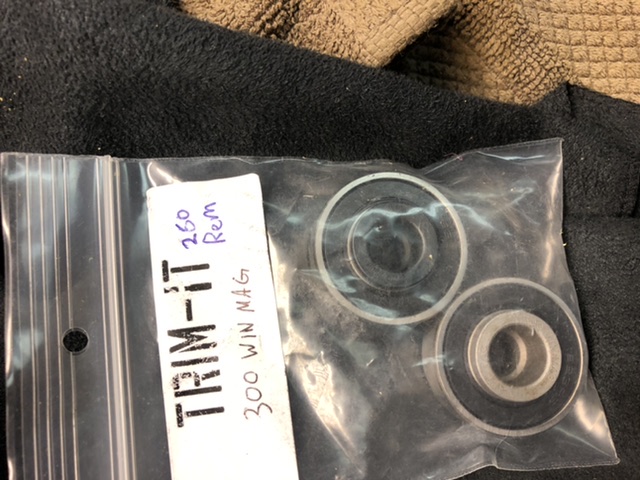 260
Rem
TRIM-iT
300 WIN MAG